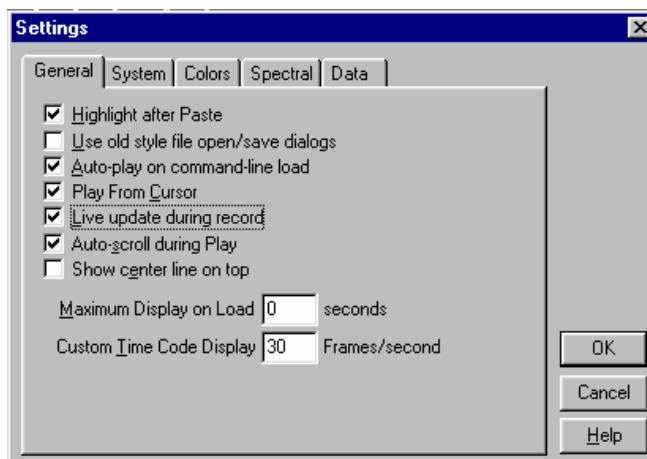 Settings
General System Colors Spectral Data
Highlight after Paste
Use old style file open/save dialogs
Auto-play on command-line load
Play From Cursor
Live update during record
Auto-scroll during Play
Show center line on top
Maximum Display on Load 0 seconds
Custom Time Code Display 30 Frames/second
OK
Cancel
Help